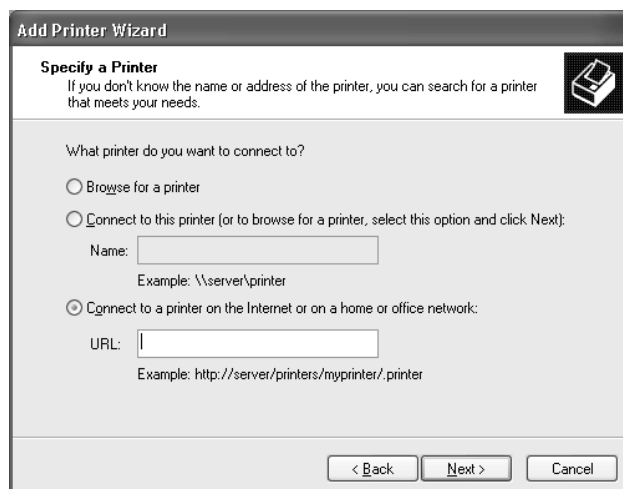 Add Printer Wizard
Specify a Printer
If you don't know the name or address of the printer, you can search for a printer
that meets your needs.
What printer do you want to connect to?
Browse for a printer
Connect to this printer (or to browse for a printer, select this option and click Next):
Name:
Example: \\server\printer
Connect to a printer on the Internet or on a home or office network:
URL:
Example: http://server/printers/myprinter/.printer
< Back Next > Cancel